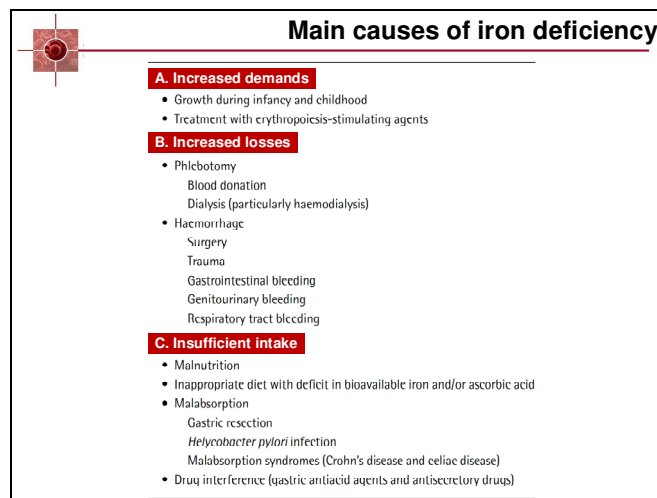 Main causes of iron deficiency
A. Increased demands
• Growth during infancy and childhood
• Treatment with erythropoiesis-stimulating agents
B. Increased losses
• Phlebotomy
Blood donation
Dialysis (particularly haemodialysis)
• Haemorrhage
Surgery
Trauma
Gastrointestinal bleeding
Genitourinary bleeding
Respiratory tract bleeding
C. Insufficient intake
• Malnutrition
• Inappropriate diet with deficit in bioavailable iron and/or ascorbic acid
• Malabsorption
Gastric resection
Helycobacter pylori infection
Malabsorption syndromes (Crohn's disease and celiac disease)
• Drug interference (gastric antiacid agents and antisecretory drugs)